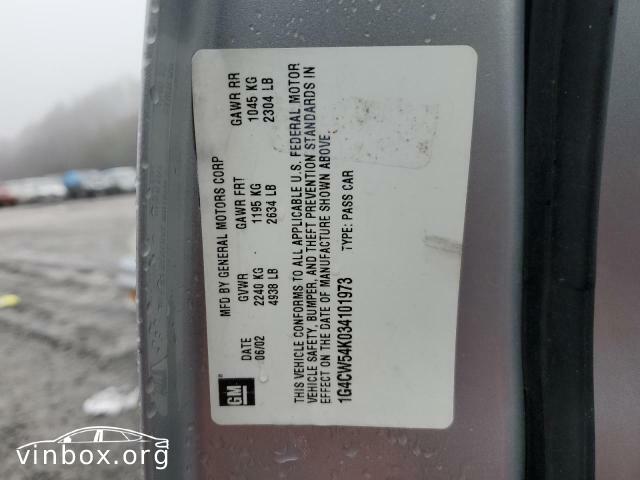 MFD BY GENERAL MOTORS CORP
DATE GVWR GAWR FRT GAWR RR
06/02 2240 KG 1195 KG 1045 KG
4938 LB 2634 LB 2304 LB
GM
THIS VEHICLE CONFORMS TO ALL APPLICABLE U.S. FEDERAL MOTOR
VEHICLE SAFETY, BUMPER, AND THEFT PREVENTION STANDARDS IN
EFFECT ON THE DATE OF MANUFACTURE SHOWN ABOVE.
1G4CW54K034101973 TYPE: PASS CAR
vinbox.org